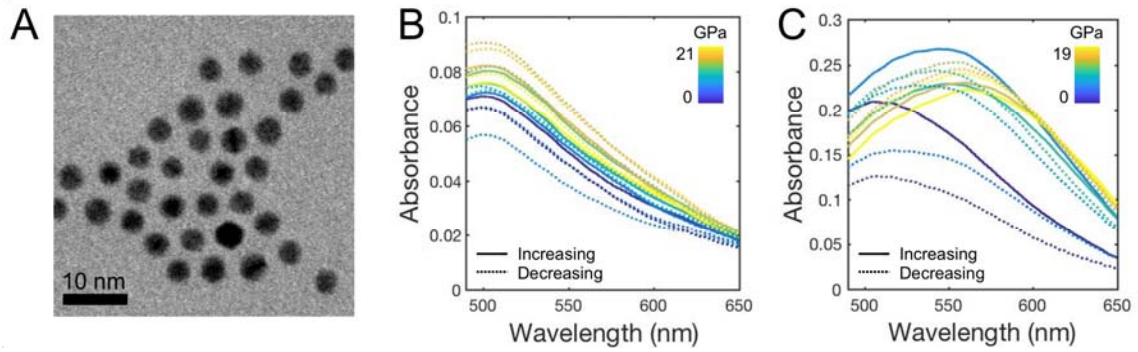 A
10 nm
B
Absorbance
0.1
0.08
0.06
0.04
0.02
0
GPa
21
0
Increasing
Decreasing
500
550
600
650
Wavelength (nm)
C
Absorbance
0.3
0.25
0.2
0.15
0.1
0.05
0
GPa
19
0
Increasing
Decreasing
500
550
600
650
Wavelength (nm)